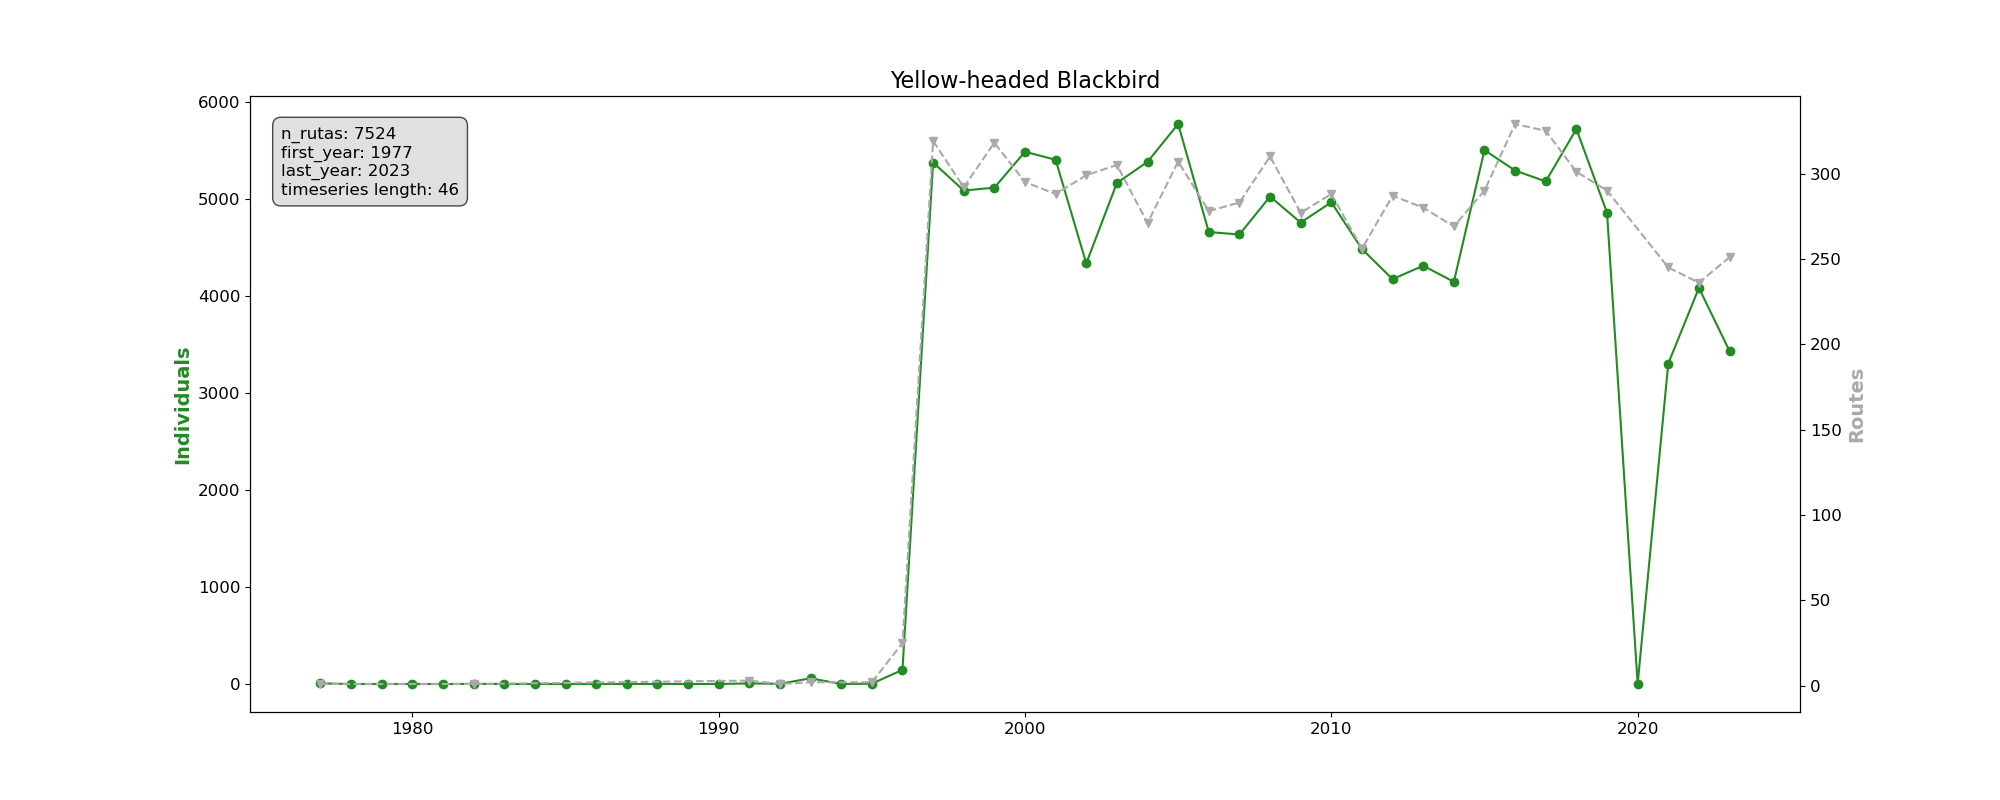 Yellow-headed Blackbird
n_rutas: 7524
first_year: 1977
last_year: 2023
timeseries length: 46
6000
5000
4000
3000
2000
1000
0
Individuals
300
250
200
150
100
50
0
Routes
1980 1990 2000 2010 2020